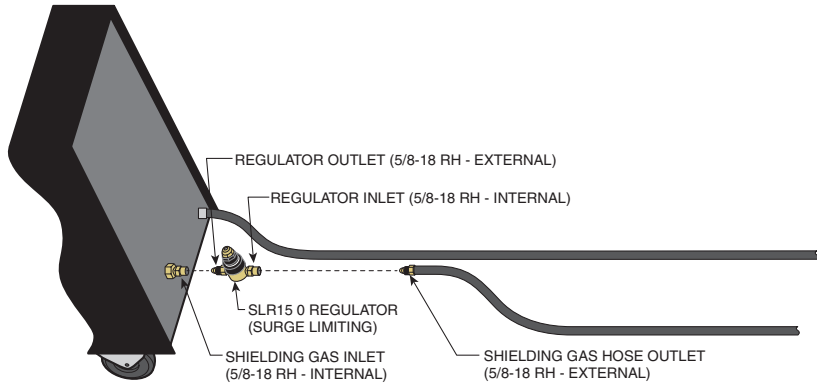 REGULATOR OUTLET (5/8-18 RH - EXTERNAL)
REGULATOR INLET (5/8-18 RH - INTERNAL)
SLR15 0 REGULATOR
(SURGE LIMITING)
SHIELDING GAS INLET
(5/8-18 RH - INTERNAL)
SHIELDING GAS HOSE OUTLET
(5/8-18 RH - EXTERNAL)